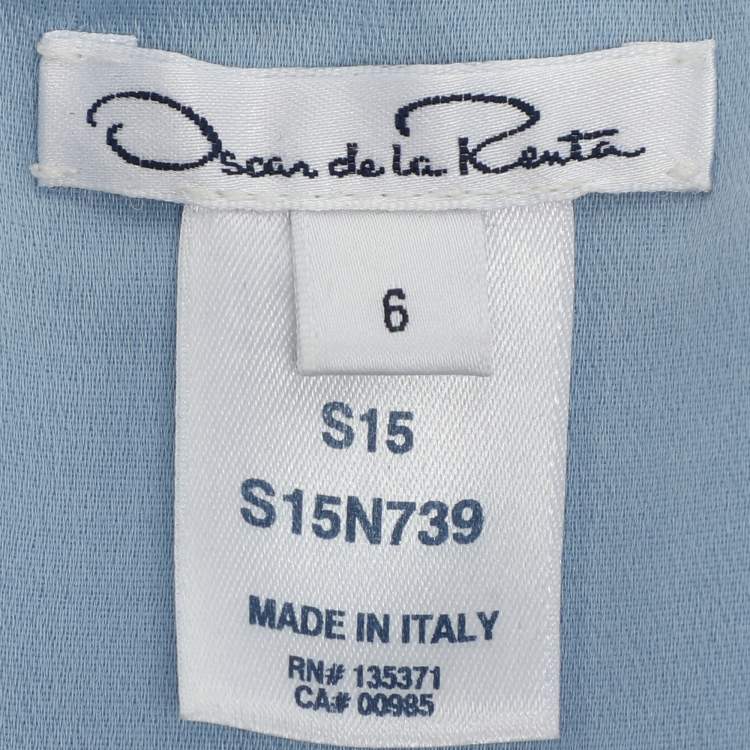 Oscar de la Renta
6
S15
S15N739
MADE IN ITALY
RN# 135371
CA# 00985